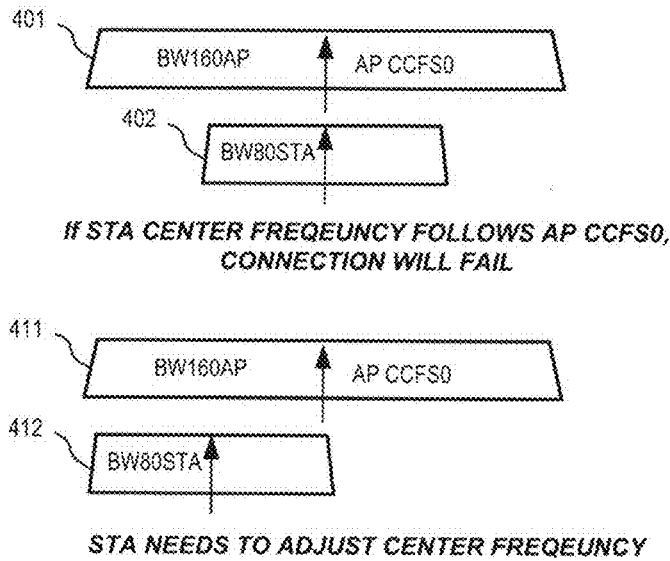 401
BW160AP AP CCFS0
402
BW80STA
If STA CENTER FREQEUNCY FOLLOWS AP CCFS0,
CONNECTION WILL FAIL
411
BW160AP AP CCFS0
412
BW80STA
STA NEEDS TO ADJUST CENTER FREQEUNCY